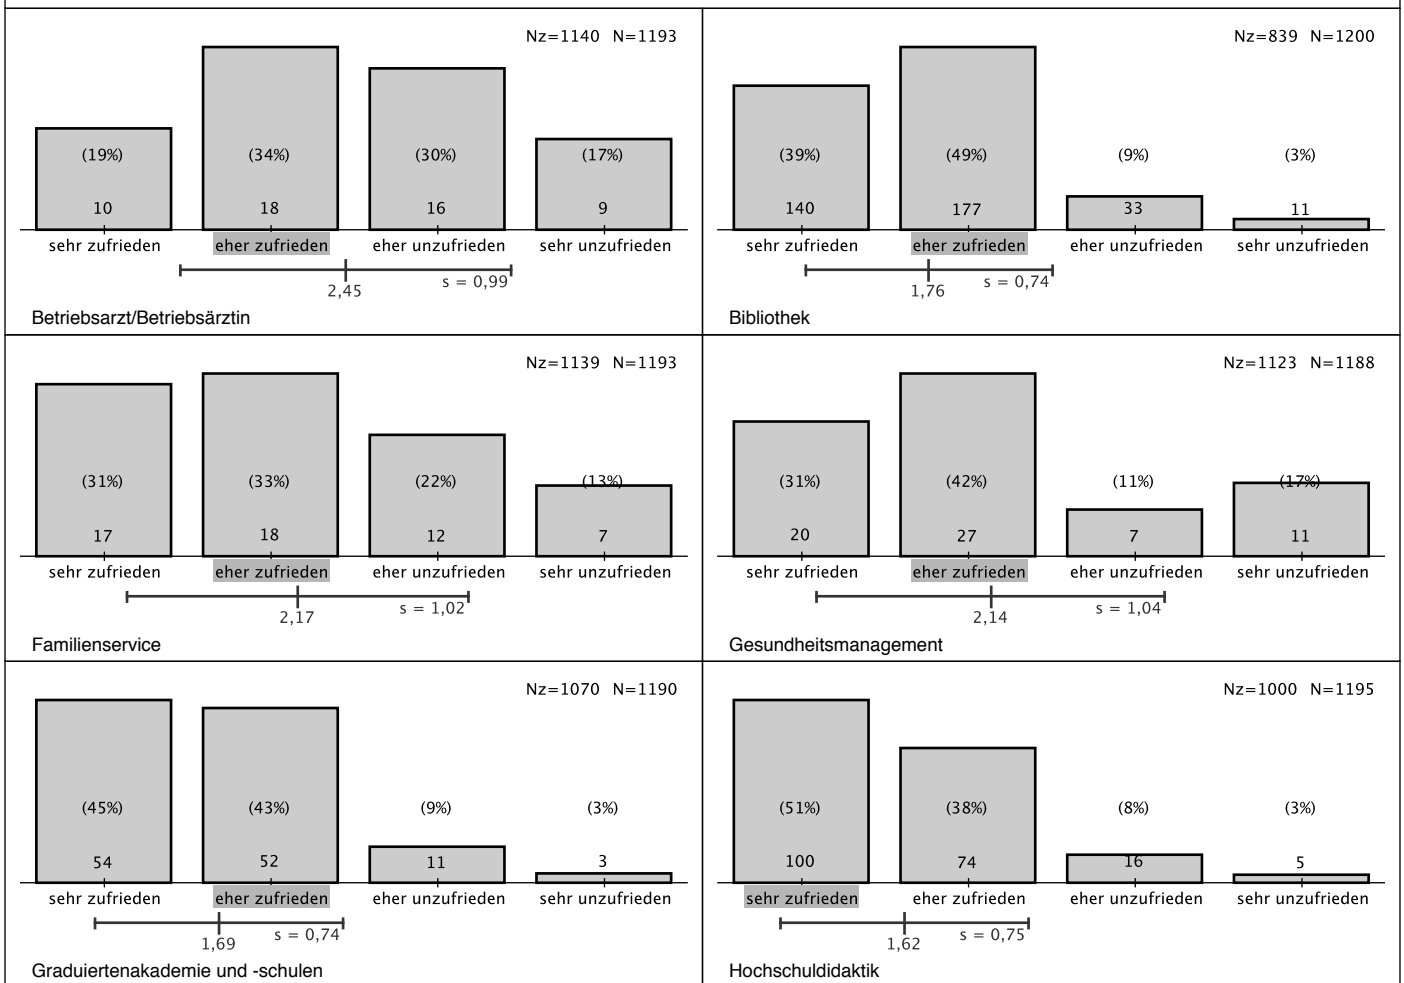 Nz=1140 N=1193
(19%) (34%) (30%) (17%)
10 18 16 9
sehr zufrieden eher zufrieden eher unzufrieden sehr unzufrieden
s = 0,99
2,45
Betriebsarzt/Betriebsärztin
Nz=839 N=1200
(39%) (49%) (9%) (3%)
140 177 33 11
sehr zufrieden eher zufrieden eher unzufrieden sehr unzufrieden
s = 0,74
1,76
Bibliothek
Nz=1139 N=1193
(31%) (33%) (22%) (13%)
17 18 12 7
sehr zufrieden eher zufrieden eher unzufrieden sehr unzufrieden
s = 1,02
2,17
Familienservice
Nz=1123 N=1188
(31%) (42%) (11%) (17%)
20 27 7 11
sehr zufrieden eher zufrieden eher unzufrieden sehr unzufrieden
s = 1,04
2,14
Gesundheitsmanagement
Nz=1070 N=1190
(45%) (43%) (9%) (3%)
54 52 11 3
sehr zufrieden eher zufrieden eher unzufrieden sehr unzufrieden
s = 0,74
1,69
Graduiertenakademie und -schulen
Nz=1000 N=1195
(51%) (38%) (8%) (3%)
100 74 16 5
sehr zufrieden eher zufrieden eher unzufrieden sehr unzufrieden
s = 0,75
1,62
Hochschuldidaktik